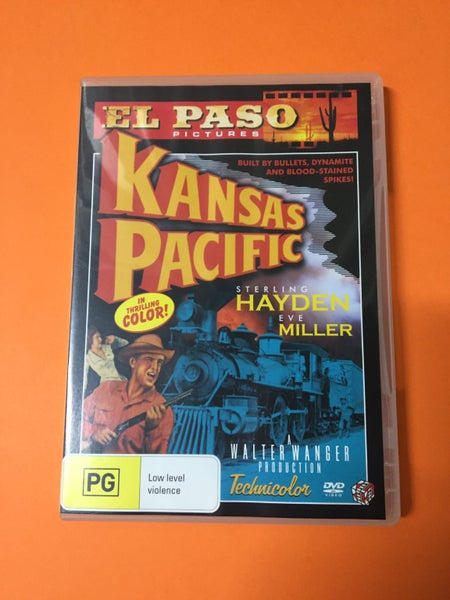 EL PASO
PICTURES
BUILT BY BULLETS, DYNAMITE
AND BLOOD-STAINED
SPIKES!
KANSAS
PACIFIC
IN
THRILLING
COLOR!
STERLING
HAYDEN
EVE
MILLER
A
WALTER WANGER
PRODUCTION
Technicolor
DVD
VIDEO
PG
Low level
violence